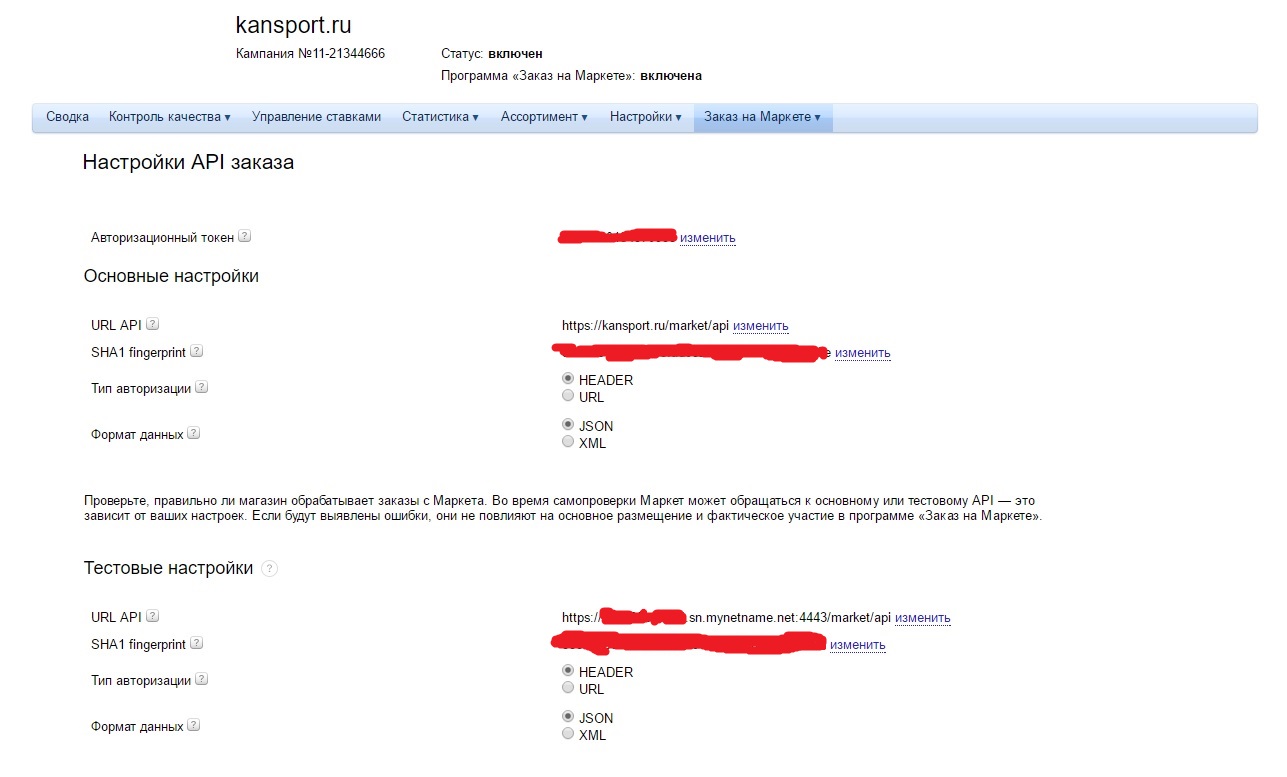 kansport.ru
Кампания №11-21344666 Статус: включен
Программа «Заказ на Маркете»: включена
Сводка Контроль качества ▾ Управление ставками Статистика ▾ Ассортимент ▾ Настройки ▾ Заказ на Маркете ▾
Настройки API заказа
Авторизационный токен ? изменить
Основные настройки
URL API ? https://kansport.ru/market/api изменить
SHA1 fingerprint ? изменить
Тип авторизации ? HEADER
URL
Формат данных ? JSON
XML
Проверьте, правильно ли магазин обрабатывает заказы с Маркета. Во время самопроверки Маркет может обращаться к основному или тестовому API — это
зависит от ваших настроек. Если будут выявлены ошибки, они не повлияют на основное размещение и фактическое участие в программе «Заказ на Маркете».
Тестовые настройки ?
URL API ? https:/ .sn.mynetname.net:4443/market/api изменить
SHA1 fingerprint ? изменить
Тип авторизации ? HEADER
URL
Формат данных ? JSON
XML